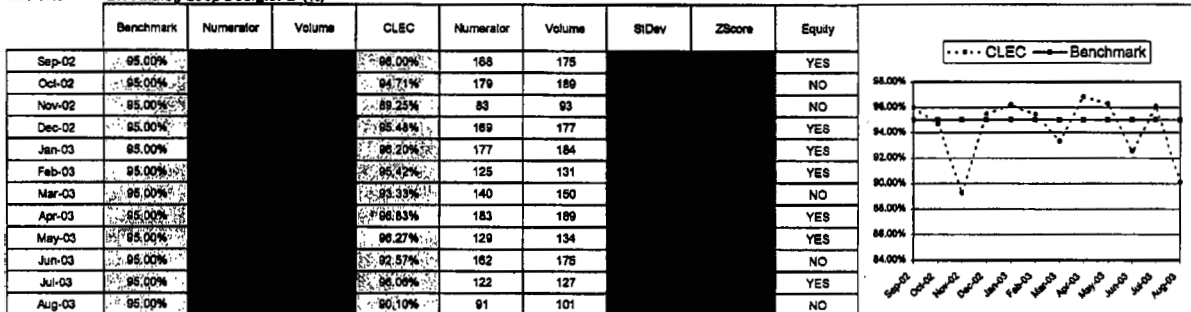 Analog Loop (%)
Benchmark Numerator Volume CLEC Numerator Volume StDev ZScore Equity
Sep-02 95.00% 96.00% 168 175 YES
Oct-02 95.00% 94.71% 179 189 NO
Nov-02 95.00% 89.25% 83 93 NO
Dec-02 95.00% 95.48% 169 177 YES
Jan-03 95.00% 96.20% 177 184 YES
Feb-03 95.00% 95.42% 125 131 YES
Mar-03 95.00% 93.33% 140 150 NO
Apr-03 95.00% 96.83% 183 189 YES
May-03 95.00% 96.27% 129 134 YES
Jun-03 95.00% 92.57% 162 175 NO
Jul-03 95.00% 96.06% 122 127 YES
Aug-03 95.00% 90.10% 91 101 NO
CLEC Benchmark
98.00%
96.00%
94.00%
92.00%
90.00%
88.00%
86.00%
84.00%
Sep-02 Oct-02 Nov-02 Dec-02 Jan-03 Feb-03 Mar-03 Apr-03 May-03 Jun-03 Jul-03 Aug-03